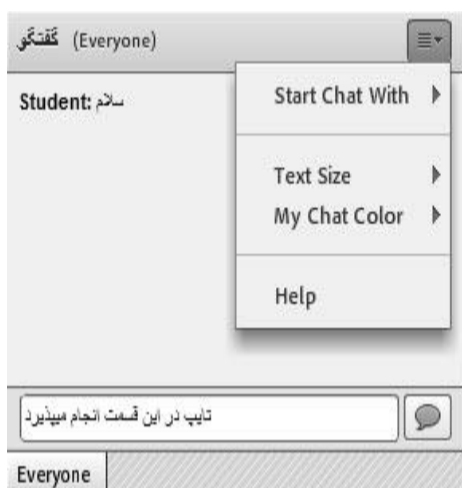 گفتگو (Everyone)
Start Chat With
Student: سلام
Text Size
My Chat Color
Help
تایپ در این قسمت انجام میپذیرد
Everyone